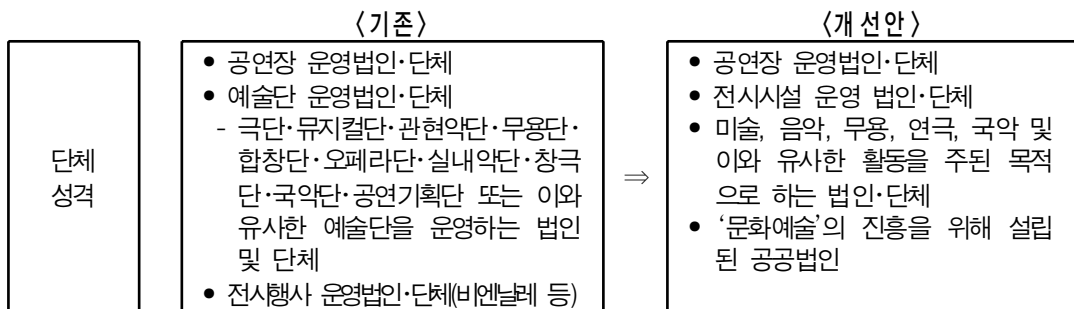 〈기존〉
〈개선안〉
단체
성격
• 공연장 운영법인·단체
• 예술단 운영법인·단체
- 극단·뮤지컬단·관현악단·무용단·
합창단·오페라단·실내악단·창극
단·국악단·공연기획단 또는 이와
유사한 예술단을 운영하는 법인
및 단체
• 전시행사 운영법인·단체(비엔날레 등)
⇒
• 공연장 운영법인·단체
• 전시시설 운영 법인·단체
• 미술, 음악, 무용, 연극, 국악 및
이와 유사한 활동을 주된 목적
으로 하는 법인·단체
• ‘문화예술’의 진흥을 위해 설립
된 공공법인